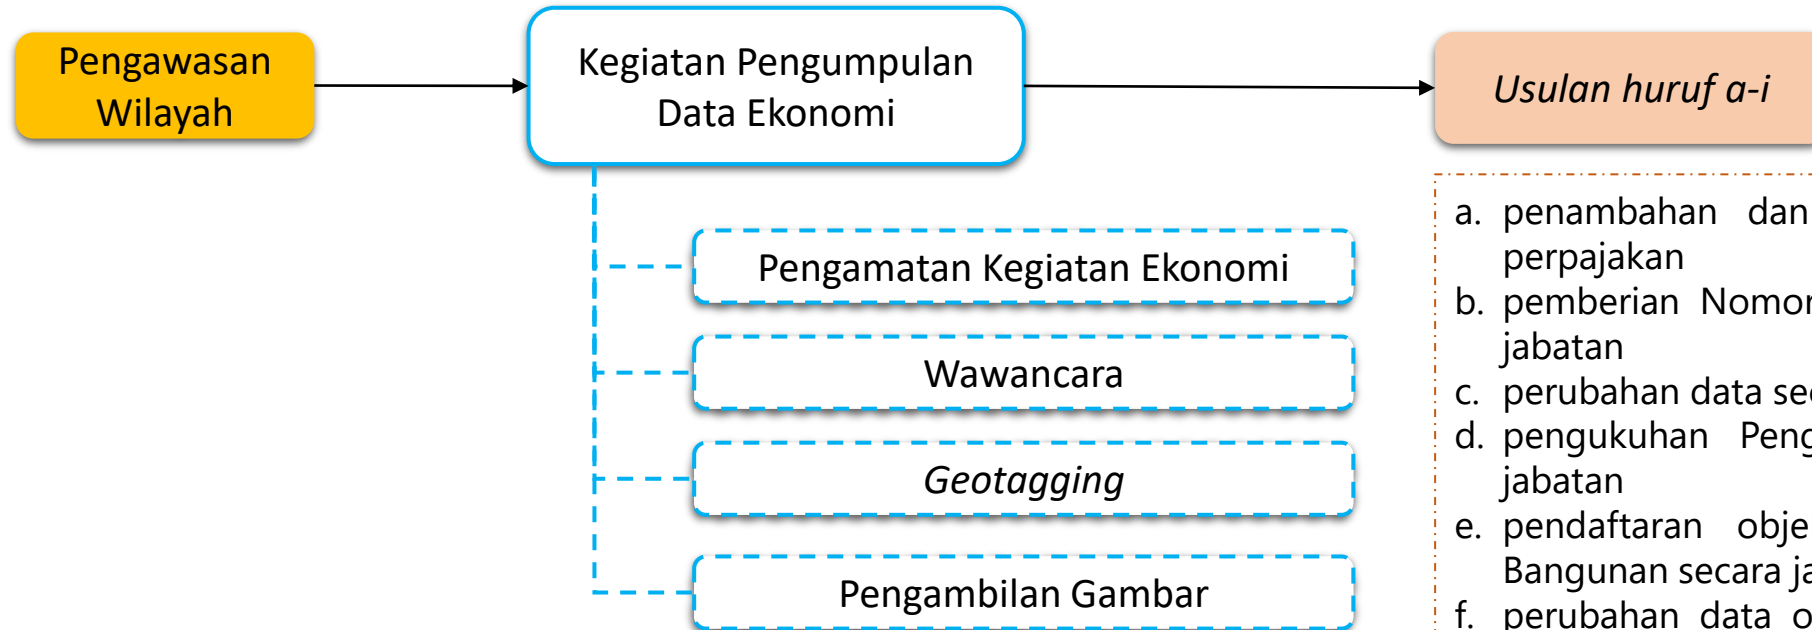 Pengawasan
Wilayah
Kegiatan Pengumpulan
Data Ekonomi
Usulan huruf a-i
Pengamatan Kegiatan Ekonomi
Wawancara
Geotagging
Pengambilan Gambar
a. penambahan dan
perpajakan
b. pemberian Nomor
jabatan
c. perubahan data
d. pengukuhan
jabatan
e. pendaftaran
Bangunan secara
f. perubahan data